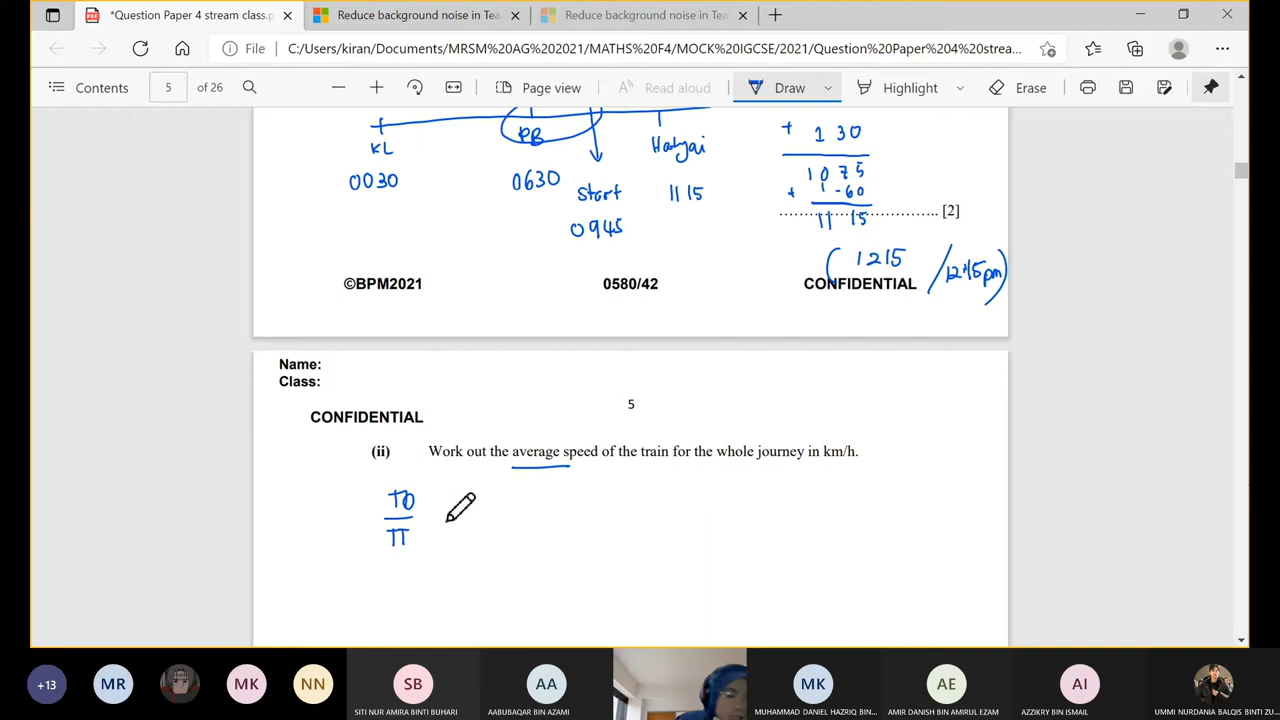 *Question Paper 4 stream class.p
Reduce background noise in Tea
Reduce background noise in Tea
File
C:/Users/kiran/Documents/MRSM%20AG%202021/MATHS%20F4/MOCK%20IGCSE/2021/Question%20Paper%204%20strea...
Contents
5
of 26
Page view
Read aloud
Draw
Highlight
Erase
KL
PB
Hatyai
0030
0630
Start
1115
0945
+ 1 30
10 75
+ 1 -60
11 15
[2]
( 1215 / 12.15pm )
©BPM2021
0580/42
CONFIDENTIAL
Name:
Class:
5
CONFIDENTIAL
(ii) Work out the average speed of the train for the whole journey in km/h.
TD
TT
+13
MR
MK
NN
SB
SITI NUR AMIRA BINTI BUHARI
AA
AABUBAQAR BIN AZAMI
MK
MUHAMMAD DANIEL HAZRIQ BIN...
AE
AMIR DANISH BIN AMIRUL EZAM
AI
AZZIKRY BIN ISMAIL
UMMI NURDANIA BALQIS BINTI ZU...